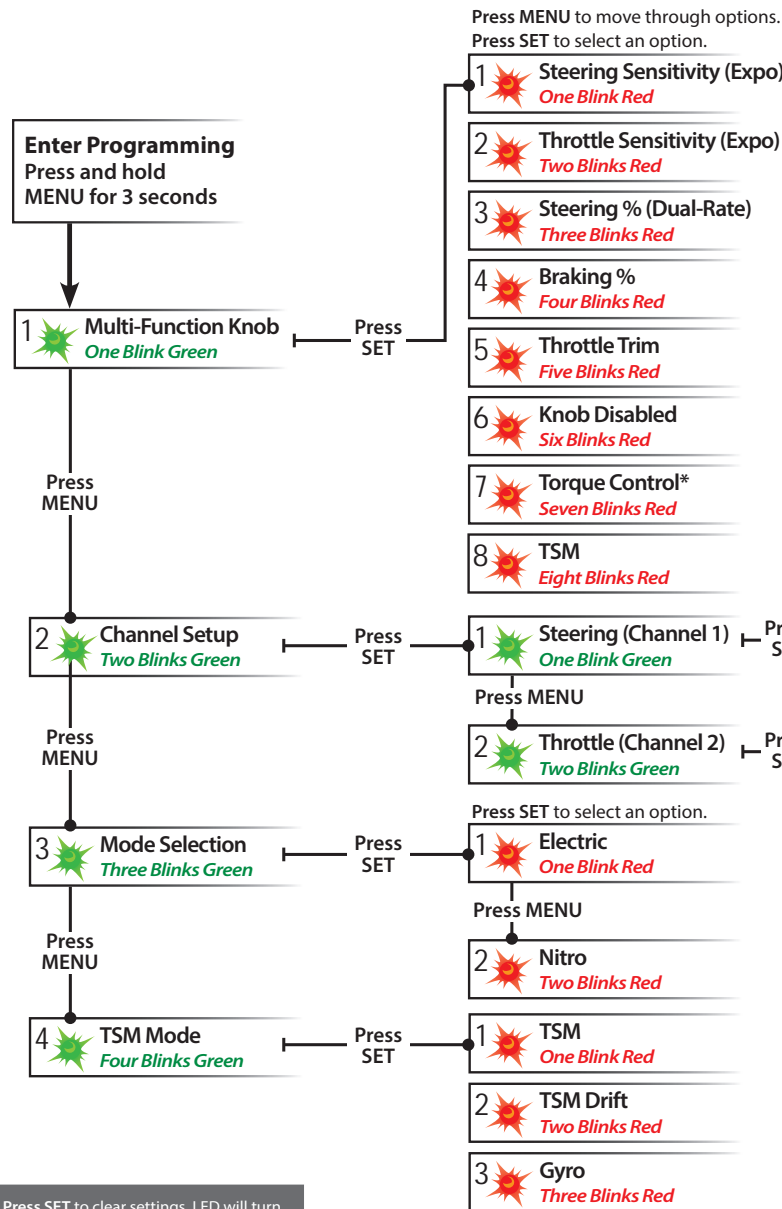 Press MENU to move through options.
Press SET to select an option.
1 Steering Sensitivity (Expo)
One Blink Red
2 Throttle Sensitivity (Expo)
Two Blinks Red
3 Steering % (Dual-Rate)
Three Blinks Red
4 Braking %
Four Blinks Red
5 Throttle Trim
Five Blinks Red
6 Knob Disabled
Six Blinks Red
7 Torque Control*
Seven Blinks Red
8 TSM
Eight Blinks Red
Enter Programming
Press and hold
MENU for 3 seconds
1 Multi-Function Knob
One Blink Green
Press
SET
Press
MENU
2 Channel Setup
Two Blinks Green
Press
SET
1 Steering (Channel 1)
One Blink Green
Press MENU
2 Throttle (Channel 2)
Two Blinks Green
Press
MENU
3 Mode Selection
Three Blinks Green
Press
SET
Press SET to select an option.
1 Electric
One Blink Red
Press MENU
2 Nitro
Two Blinks Red
Press
MENU
4 TSM Mode
Four Blinks Green
Press
SET
1 TSM
One Blink Red
2 TSM Drift
Two Blinks Red
3 Gyro
Three Blinks Red
Press SET to clear settings. LED will turn